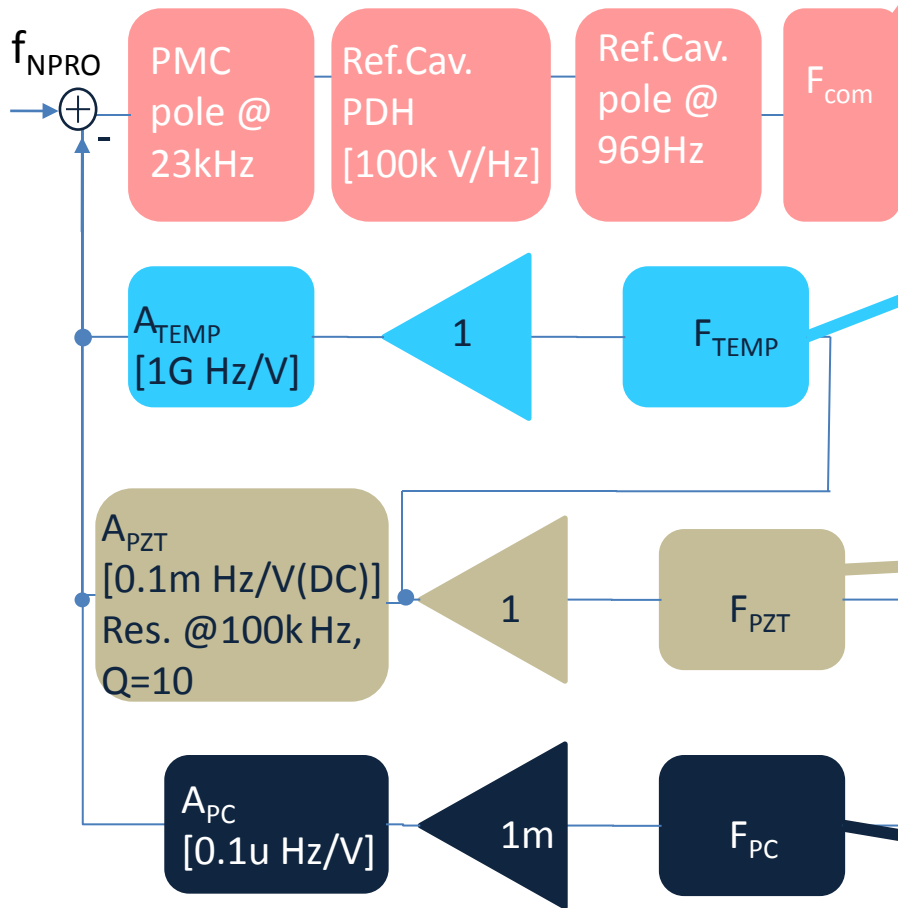 f_NPRO
+
-
PMC
pole @
23kHz
Ref.Cav.
PDH
[100k V/Hz]
Ref.Cav.
pole @
969Hz
F_com
A_TEMP
[1G Hz/V]
1
F_TEMP
A_PZT
[0.1m Hz/V(DC)]
Res. @100k Hz,
Q=10
1
F_PZT
A_PC
[0.1u Hz/V]
1m
F_PC